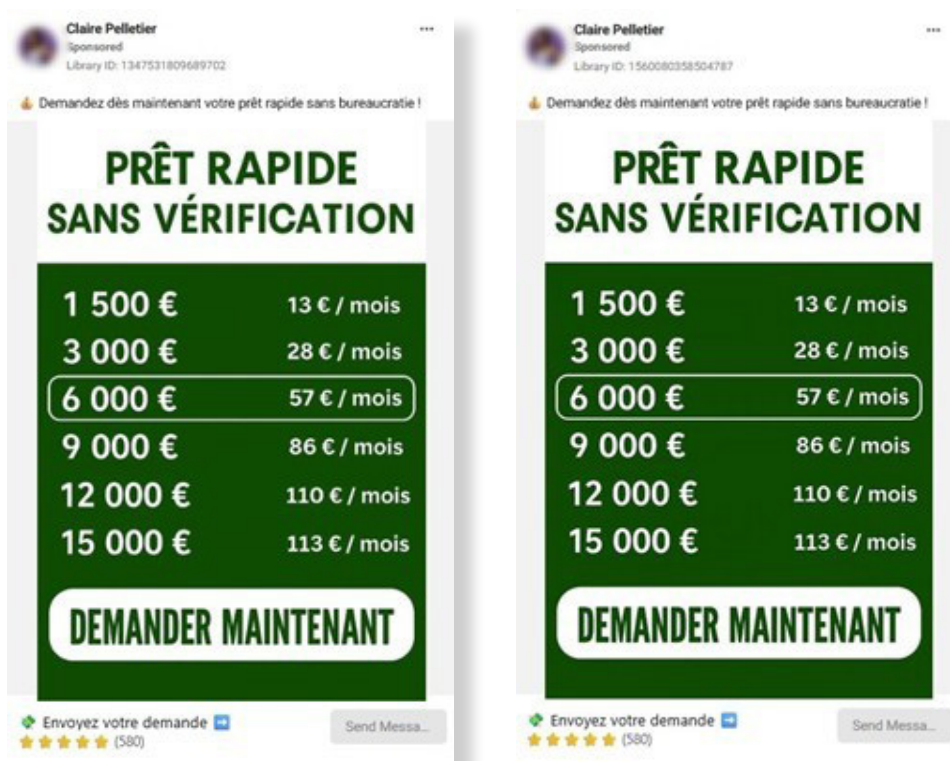 Claire Pelletier
Sponsored
Library ID: 1347531809689702
Demandez dès maintenant votre prêt rapide sans bureaucratie !
PRÊT RAPIDE
SANS VÉRIFICATION
1 500 € 13 € / mois
3 000 € 28 € / mois
6 000 € 57 € / mois
9 000 € 86 € / mois
12 000 € 110 € / mois
15 000 € 113 € / mois
DEMANDER MAINTENANT
Envoyez votre demande
(580)
Send Messa...
Claire Pelletier
Sponsored
Library ID: 1560080358504787
Demandez dès maintenant votre prêt rapide sans bureaucratie !
PRÊT RAPIDE
SANS VÉRIFICATION
1 500 € 13 € / mois
3 000 € 28 € / mois
6 000 € 57 € / mois
9 000 € 86 € / mois
12 000 € 110 € / mois
15 000 € 113 € / mois
DEMANDER MAINTENANT
Envoyez votre demande
(580)
Send Messa...